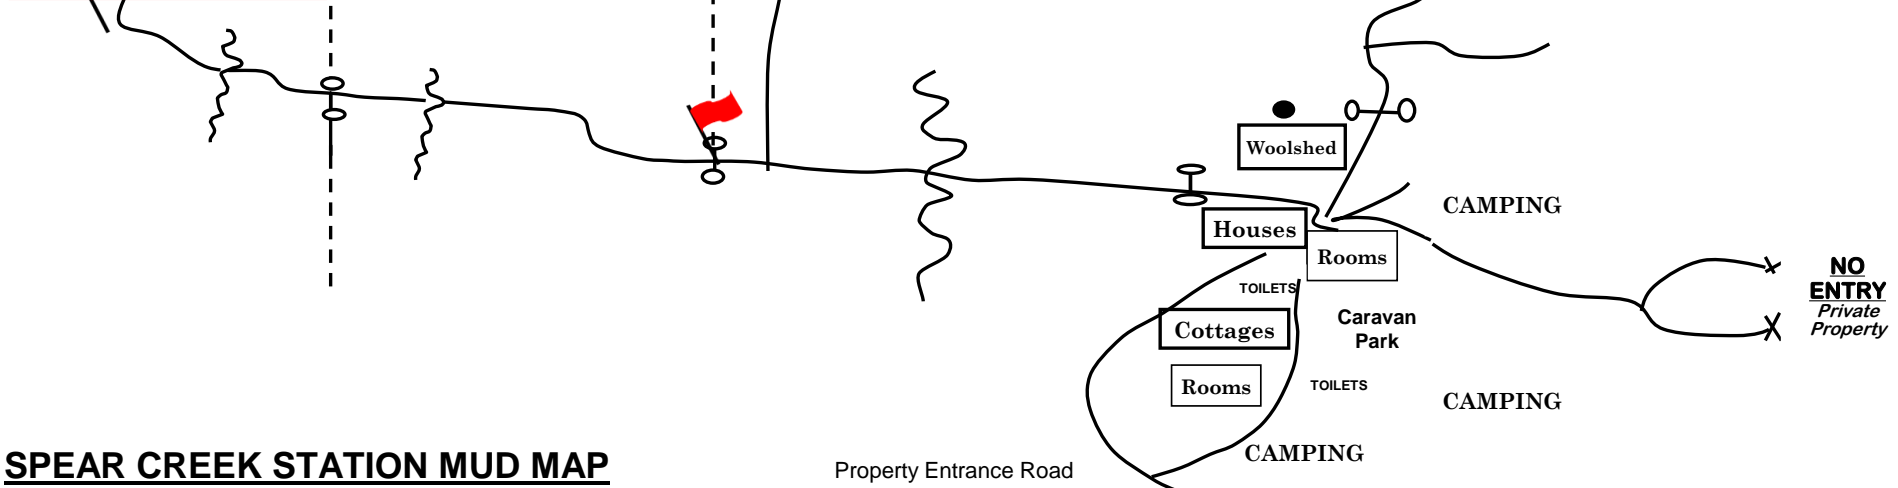 Woolshed
CAMPING
Houses
Rooms
NO
ENTRY
Private
Property
TOILETS
Caravan
Park
Cottages
Rooms
TOILETS
CAMPING
CAMPING
SPEAR CREEK STATION MUD MAP
Property Entrance Road